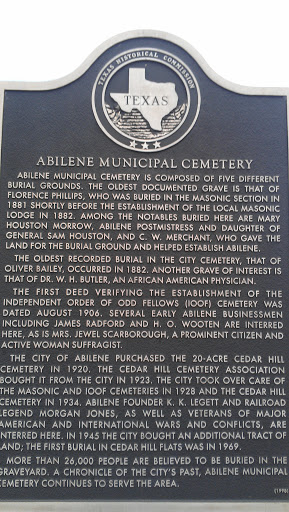 TEXAS HISTORICAL COMMISSION
TEXAS
ABILENE MUNICIPAL CEMETERY
ABILENE MUNICIPAL CEMETERY IS COMPOSED OF FIVE DIFFERENT
BURIAL GROUNDS. THE OLDEST DOCUMENTED GRAVE IS THAT OF
FLORENCE PHILLIPS, WHO WAS BURIED IN THE MASONIC SECTION IN
1881 SHORTLY BEFORE THE ESTABLISHMENT OF THE LOCAL MASONIC
LODGE IN 1882. AMONG THE NOTABLES BURIED HERE ARE MARY
HOUSTON MORROW, ABILENE POSTMISTRESS AND DAUGHTER OF
GENERAL SAM HOUSTON, AND C. W. MERCHANT, WHO GAVE THE
LAND FOR THE BURIAL GROUND AND HELPED ESTABLISH ABILENE.
THE OLDEST RECORDED BURIAL IN THE CITY CEMETERY, THAT OF
OLIVER BAILEY, OCCURRED IN 1882. ANOTHER GRAVE OF INTEREST IS
THAT OF DR. W. H. BUTLER, AN AFRICAN AMERICAN PHYSICIAN.
THE FIRST DEED VERIFYING THE ESTABLISHMENT OF THE
INDEPENDENT ORDER OF ODD FELLOWS (IOOF) CEMETERY WAS
DATED AUGUST 1906. SEVERAL EARLY ABILENE BUSINESSMEN
INCLUDING JAMES RADFORD AND H. O. WOOTEN ARE INTERRED
HERE, AS IS MRS. JEWEL SCARBOROUGH, A PROMINENT CITIZEN AND
ACTIVE WOMAN SUFFRAGIST.
THE CITY OF ABILENE PURCHASED THE 20-ACRE CEDAR HILL
CEMETERY IN 1920. THE CEDAR HILL CEMETERY ASSOCIATION
BOUGHT IT FROM THE CITY IN 1923. THE CITY TOOK OVER CARE OF
THE MASONIC AND IOOF CEMETERIES IN 1928 AND THE CEDAR HILL
CEMETERY IN 1934. ABILENE FOUNDER K. K. LEGETT AND RAILROAD
LEGEND MORGAN JONES, AS WELL AS VETERANS OF MAJOR
AMERICAN AND INTERNATIONAL WARS AND CONFLICTS, ARE
INTERRED HERE. IN 1945 THE CITY BOUGHT AN ADDITIONAL TRACT OF
LAND; THE FIRST BURIAL IN CEDAR HILL FLATS WAS IN 1969.
MORE THAN 26,000 PEOPLE ARE BELIEVED TO BE BURIED IN THE
GRAVEYARD. A CHRONICLE OF THE CITY'S PAST, ABILENE MUNICIPAL
CEMETERY CONTINUES TO SERVE THE AREA.
(1998)